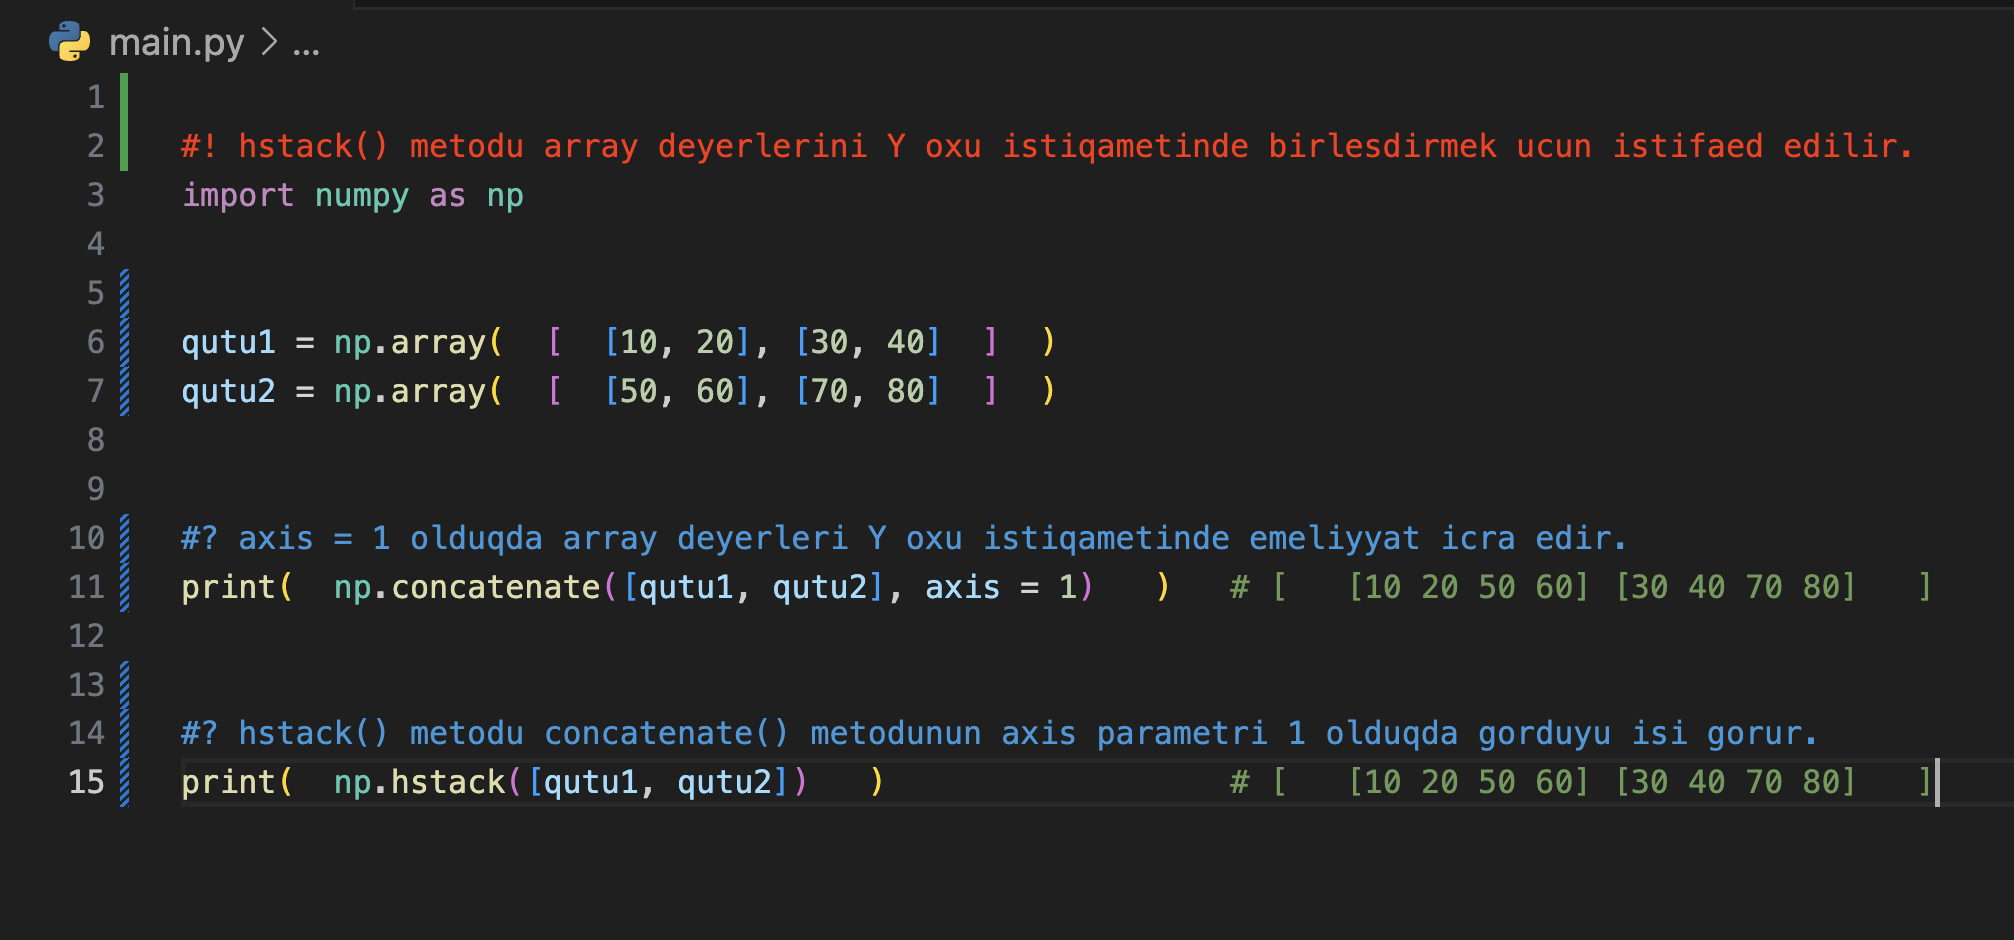 main.py > ...
1
2 #! hstack() metodu array deyerlerini Y oxu istiqametinde birlesdirmek ucun istifaed edilir.
3 import numpy as np
4
5
6 qutu1 = np.array(  [  [10, 20], [30, 40]  ]  )
7 qutu2 = np.array(  [  [50, 60], [70, 80]  ]  )
8
9
10 #? axis = 1 olduqda array deyerleri Y oxu istiqametinde emeliyyat icra edir.
11 print(  np.concatenate([qutu1, qutu2], axis = 1)   )   # [   [10 20 50 60] [30 40 70 80]   ]
12
13
14 #? hstack() metodu concatenate() metodunun axis parametri 1 olduqda gorduyu isi gorur.
15 print(  np.hstack([qutu1, qutu2])   )                  # [   [10 20 50 60] [30 40 70 80]   ]